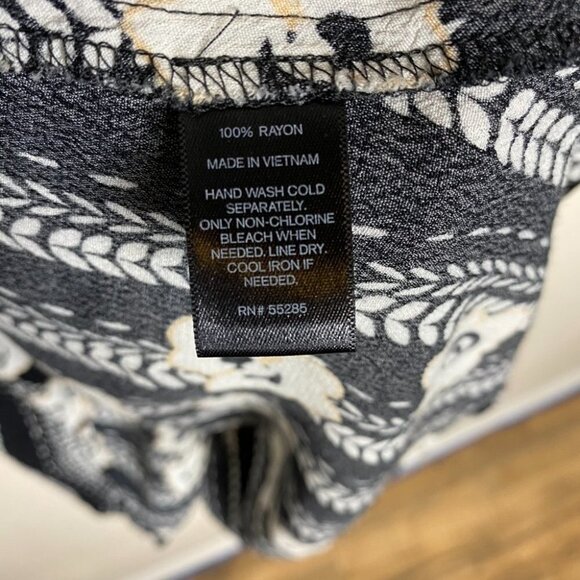 100% RAYON
MADE IN VIETNAM
HAND WASH COLD
SEPARATELY.
ONLY NON-CHLORINE
BLEACH WHEN
NEEDED. LINE DRY.
COOL IRON IF
NEEDED.
RN# 55285